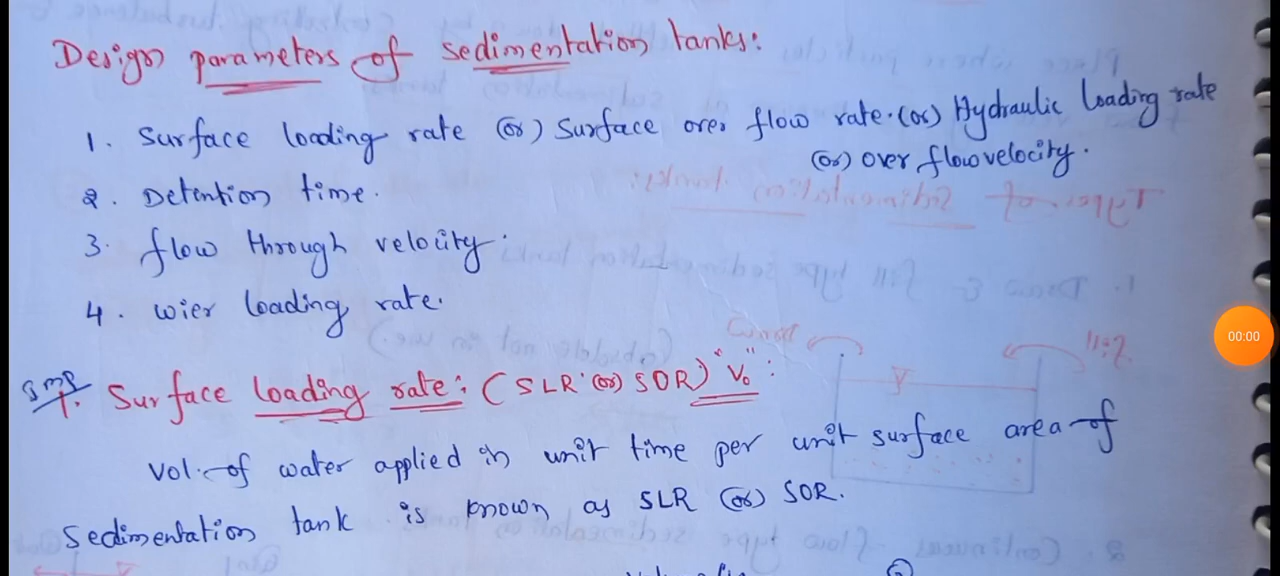 Design parameters of sedimentation tanks:
1. Surface loading rate (or) Surface over flow rate. (or) Hydraulic loading rate
(or) over flow velocity.
2. Detention time.
3. flow through velocity.
4. wier loading rate.
Imp
1. Surface loading rate: (SLR (or) SOR) "V₀":
Vol. of water applied in unit time per unit surface area of
Sedimentation tank is known as SLR (or) SOR.
00:00